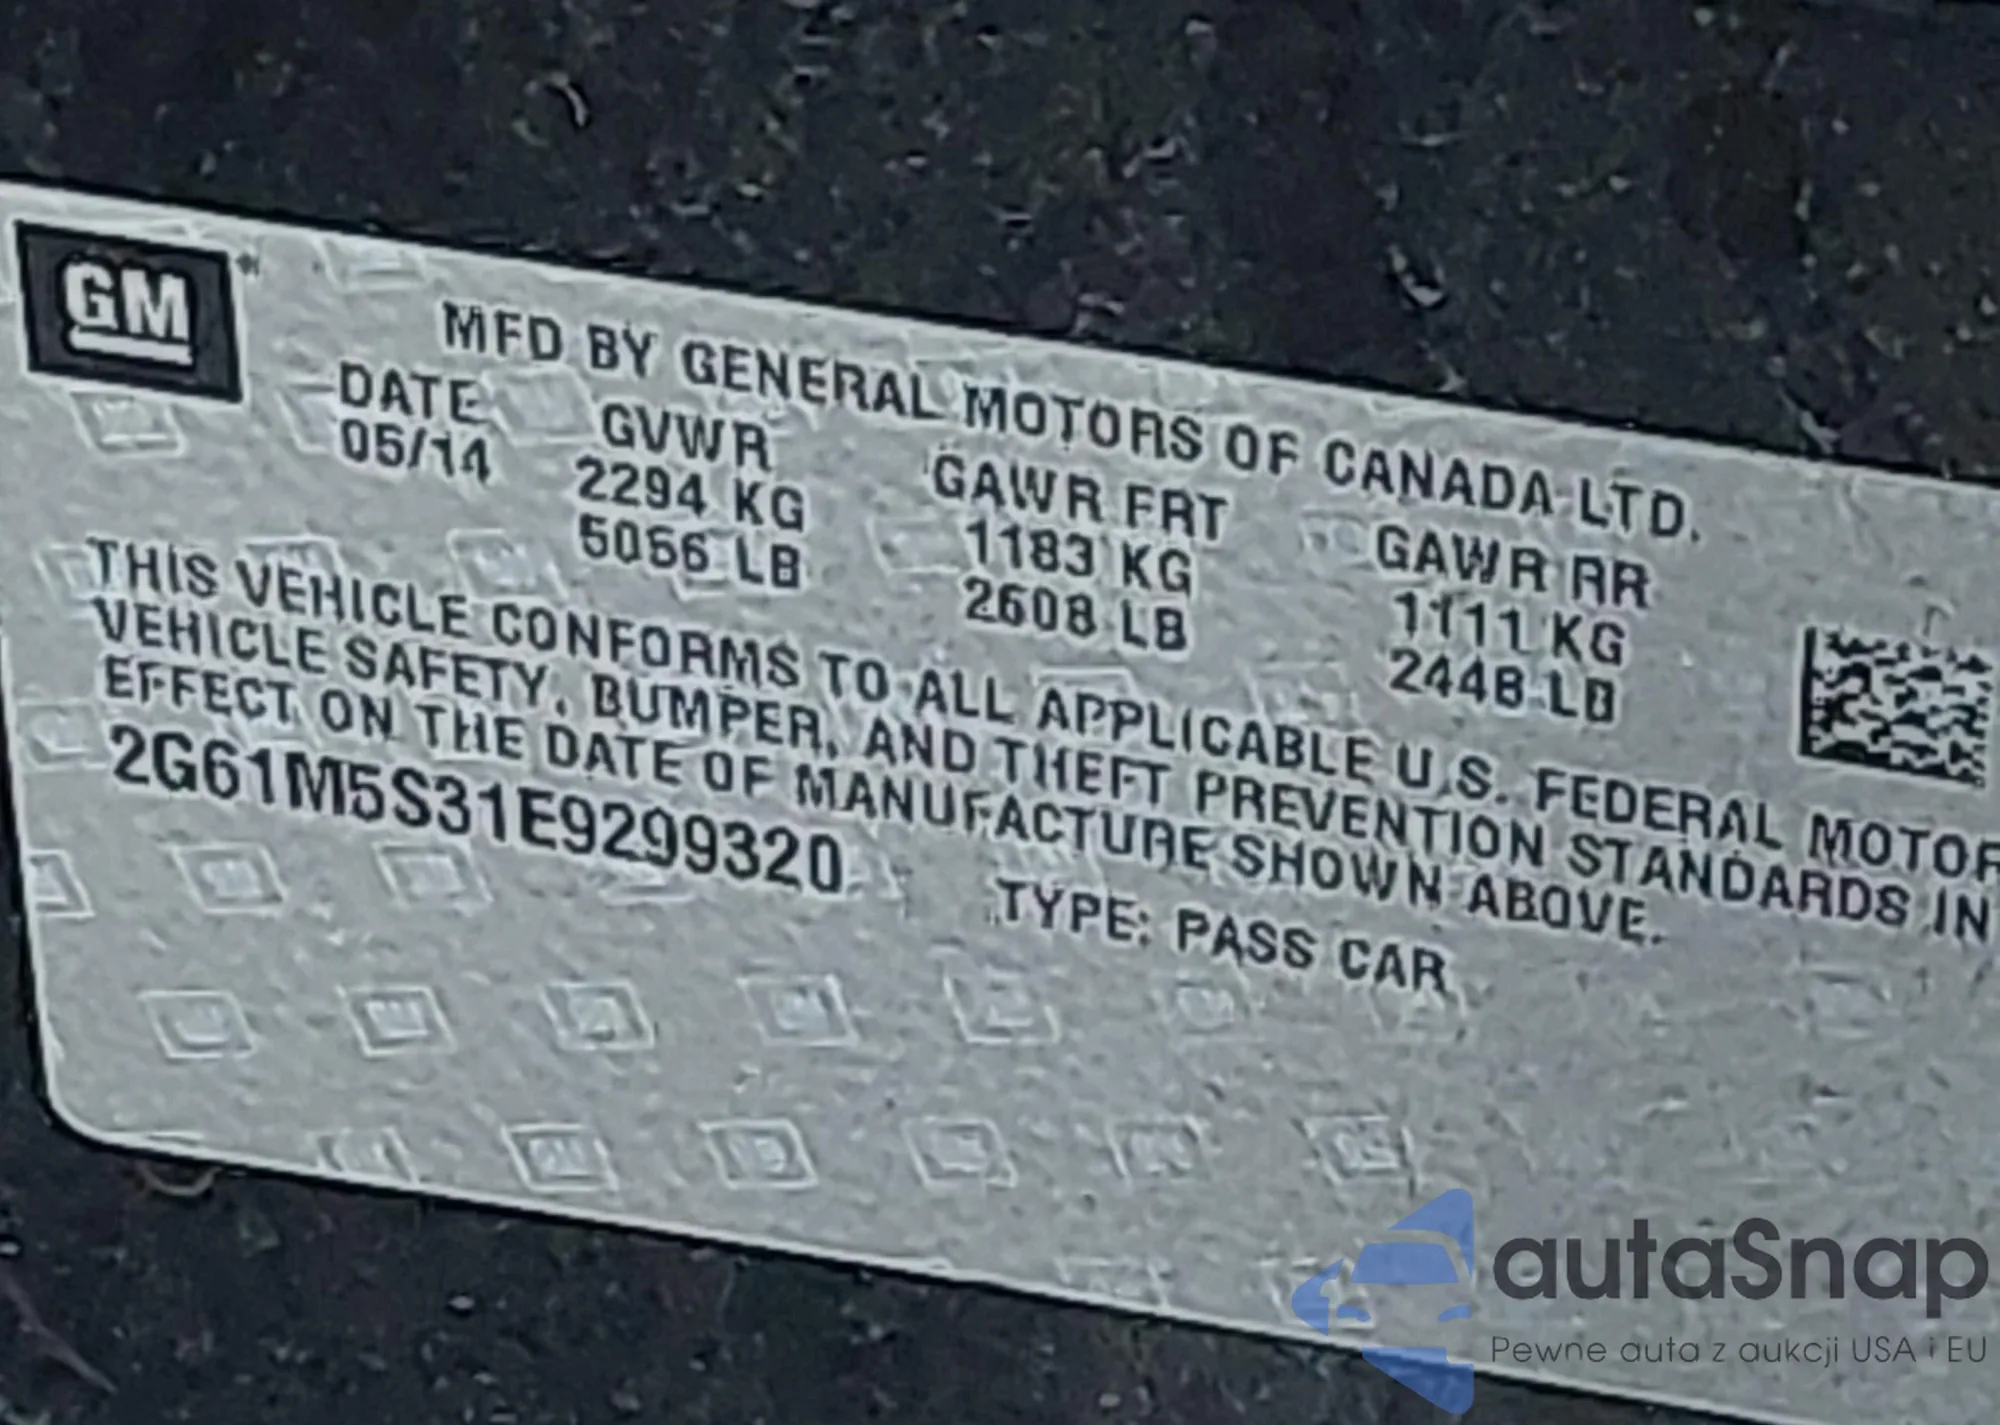 GM
MFD BY GENERAL MOTORS OF CANADA LTD.
DATE GVWR GAWR FRT GAWR RR
05/14 2294 KG 1183 KG 1111 KG
5056 LB 2608 LB 2448 LB
THIS VEHICLE CONFORMS TO ALL APPLICABLE U.S. FEDERAL MOTOR
VEHICLE SAFETY, BUMPER, AND THEFT PREVENTION STANDARDS IN
EFFECT ON THE DATE OF MANUFACTURE SHOWN ABOVE.
2G61M5S31E9299320 TYPE: PASS CAR
autaSnap
Pewne auta z aukcji USA i EU